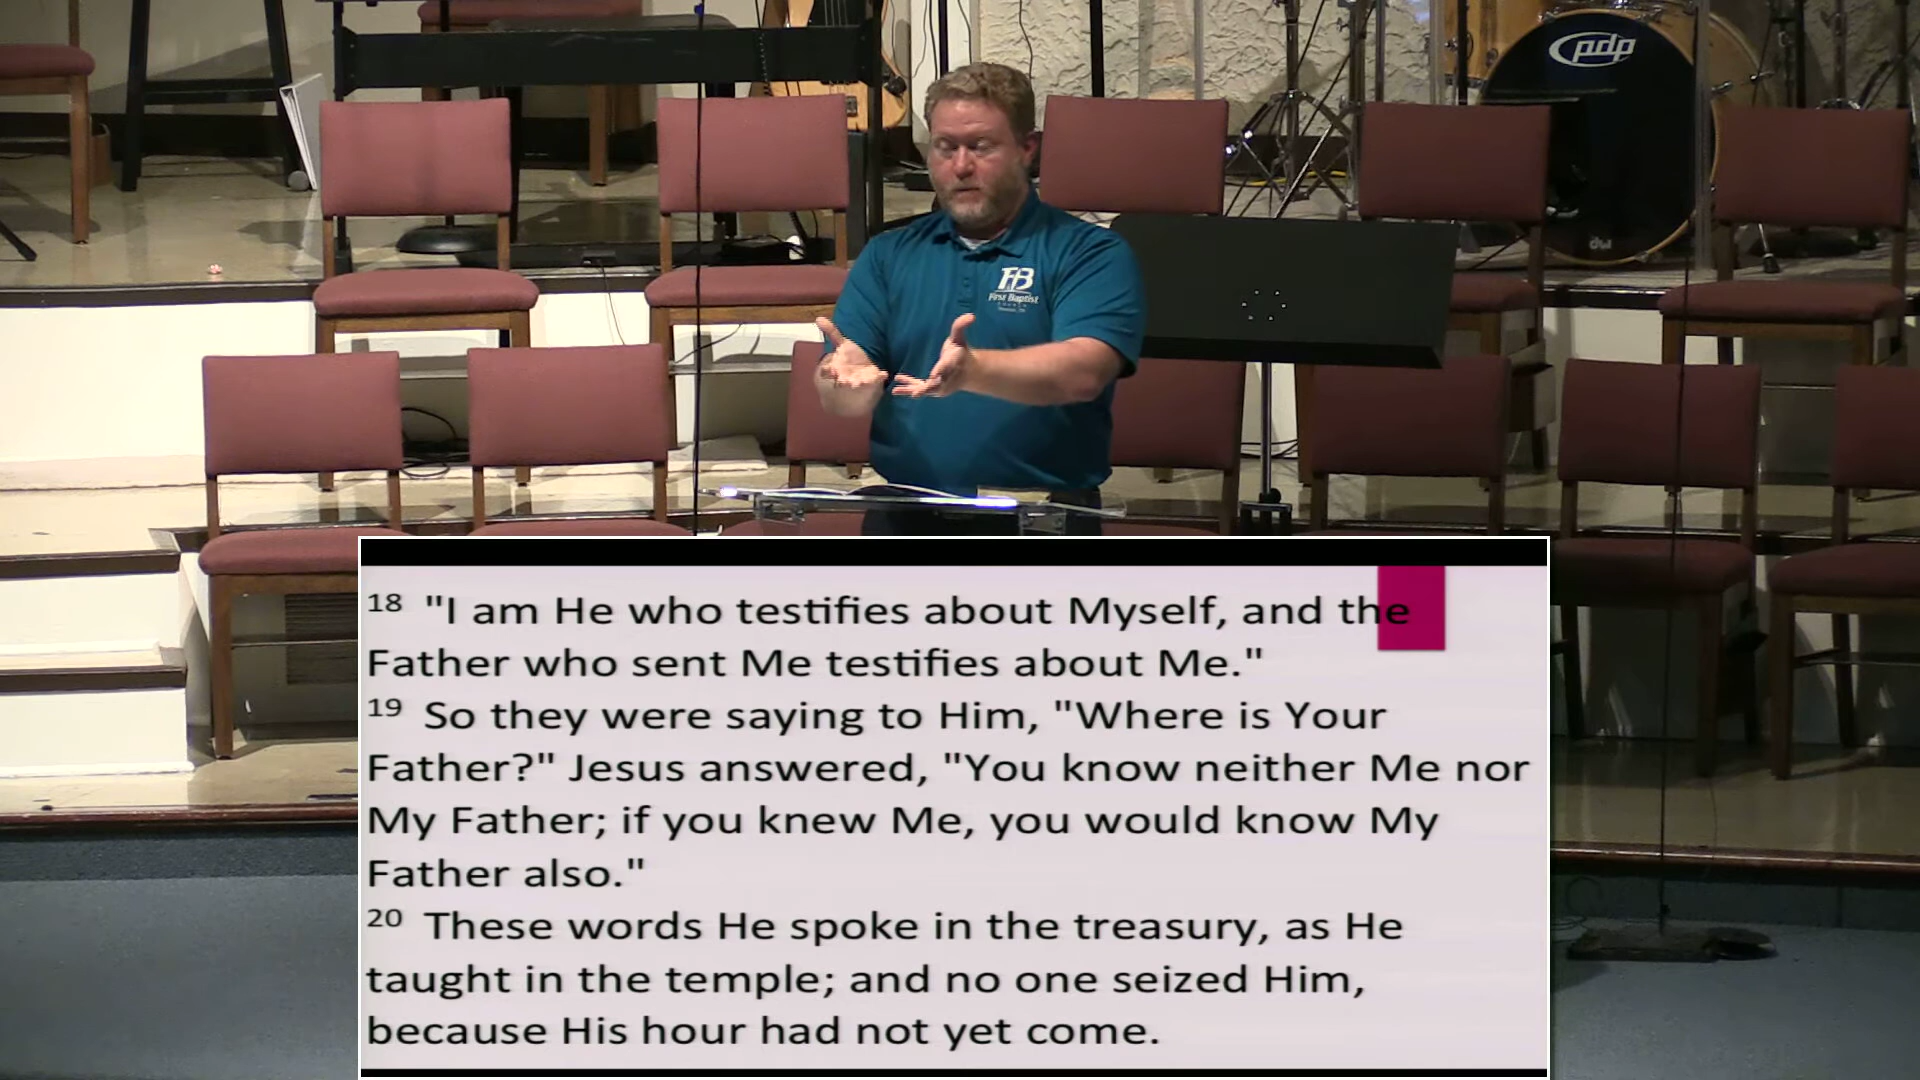 pdp
FB
First Baptist
CHURCH
dw
18 "I am He who testifies about Myself, and the
Father who sent Me testifies about Me."
19 So they were saying to Him, "Where is Your
Father?" Jesus answered, "You know neither Me nor
My Father; if you knew Me, you would know My
Father also."
20 These words He spoke in the treasury, as He
taught in the temple; and no one seized Him,
because His hour had not yet come.